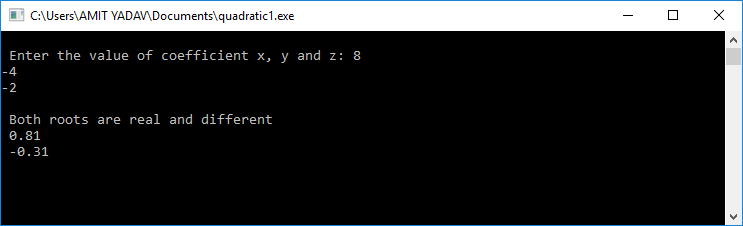 C:\Users\AMIT YADAV\Documents\quadratic1.exe
Enter the value of coefficient x, y and z: 8
-4
-2
Both roots are real and different
0.81
-0.31